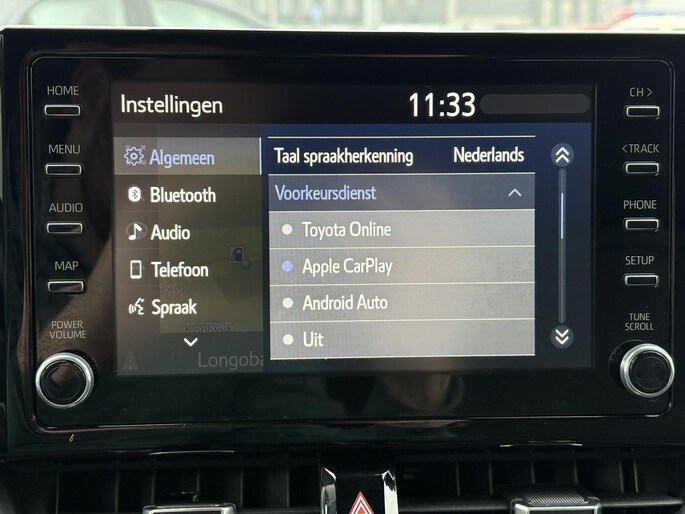 HOME
MENU
AUDIO
MAP
POWER
VOLUME
Instellingen
11:33
Algemeen
Bluetooth
Audio
Telefoon
Spraak
Taal spraakherkenning Nederlands
Voorkeursdienst
Toyota Online
Apple CarPlay
Android Auto
Uit
CH >
< TRACK
PHONE
SETUP
TUNE
SCROLL